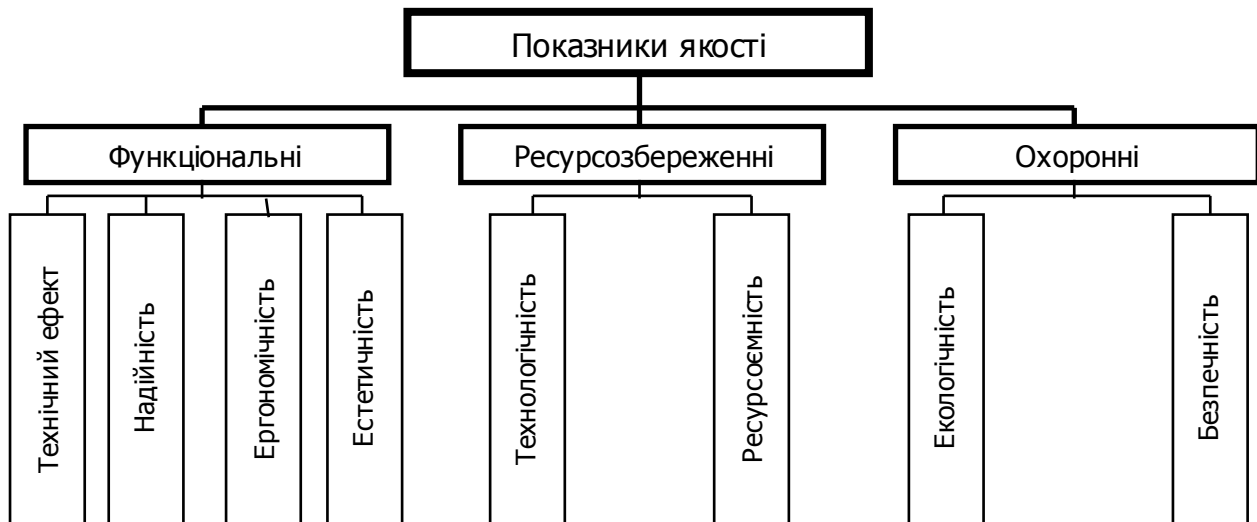 Показники якості
Функціональні
Ресурсозбереженні
Охоронні
Технічний ефект
Надійність
Ергономічність
Естетичність
Технологічність
Ресурсоємність
Екологічність
Безпечність